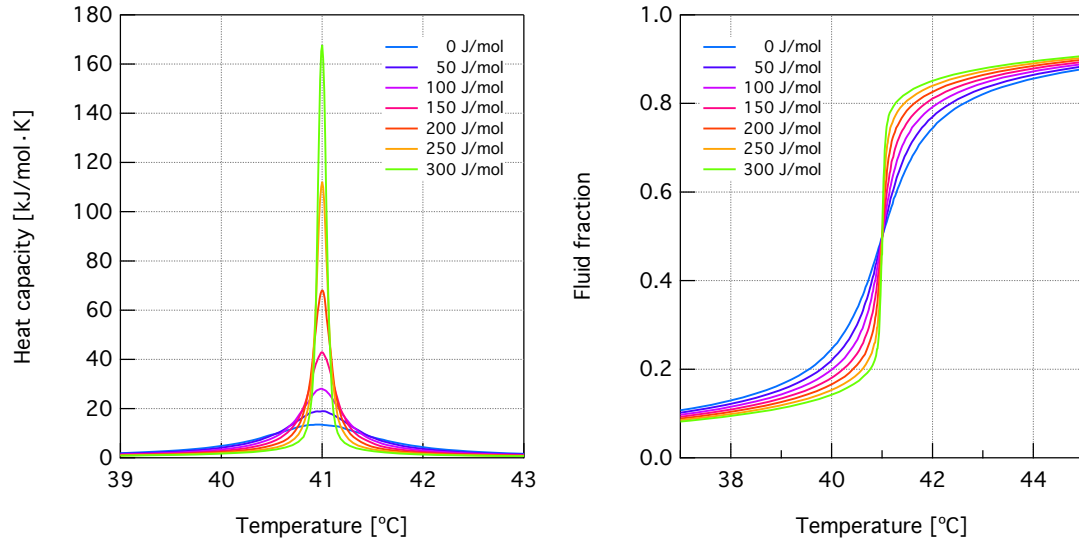 Heat capacity [kJ/mol·K]
180
160
140
120
100
80
60
40
20
0
39
40
41
42
43
Temperature [ºC]
0 J/mol
50 J/mol
100 J/mol
150 J/mol
200 J/mol
250 J/mol
300 J/mol
Fluid fraction
1.0
0.8
0.6
0.4
0.2
0.0
38
40
42
44
Temperature [ºC]
0 J/mol
50 J/mol
100 J/mol
150 J/mol
200 J/mol
250 J/mol
300 J/mol